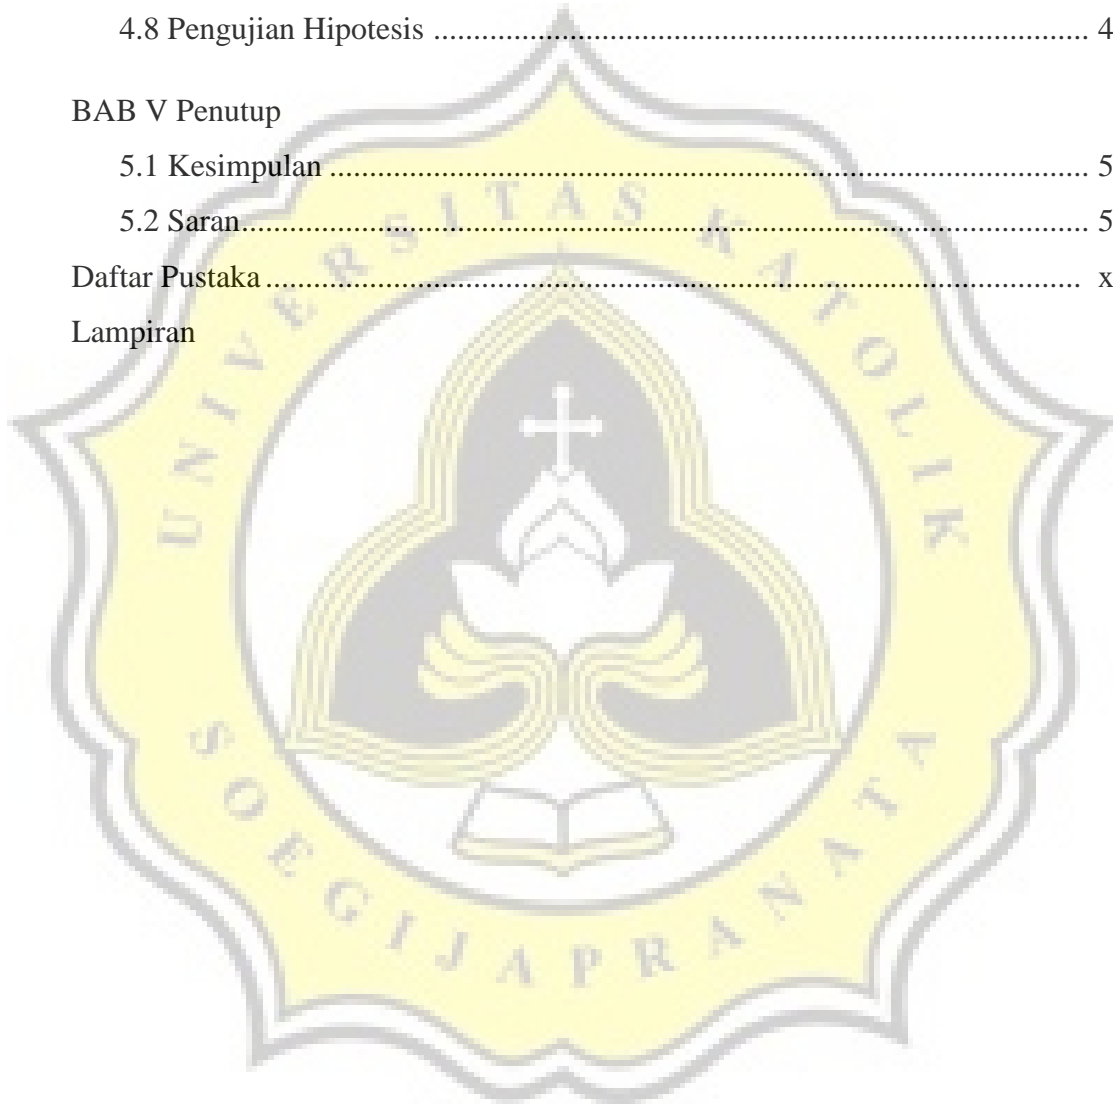 4.8 Pengujian Hipotesis .................................................................................... 4
BAB V Penutup
5.1 Kesimpulan ................................................................................................. 5
5.2 Saran............................................................................................................ 5
Daftar Pustaka ......................................................................................................... x
Lampiran
UNIVERSITAS KATOLIK
SOEGIJAPRANATA